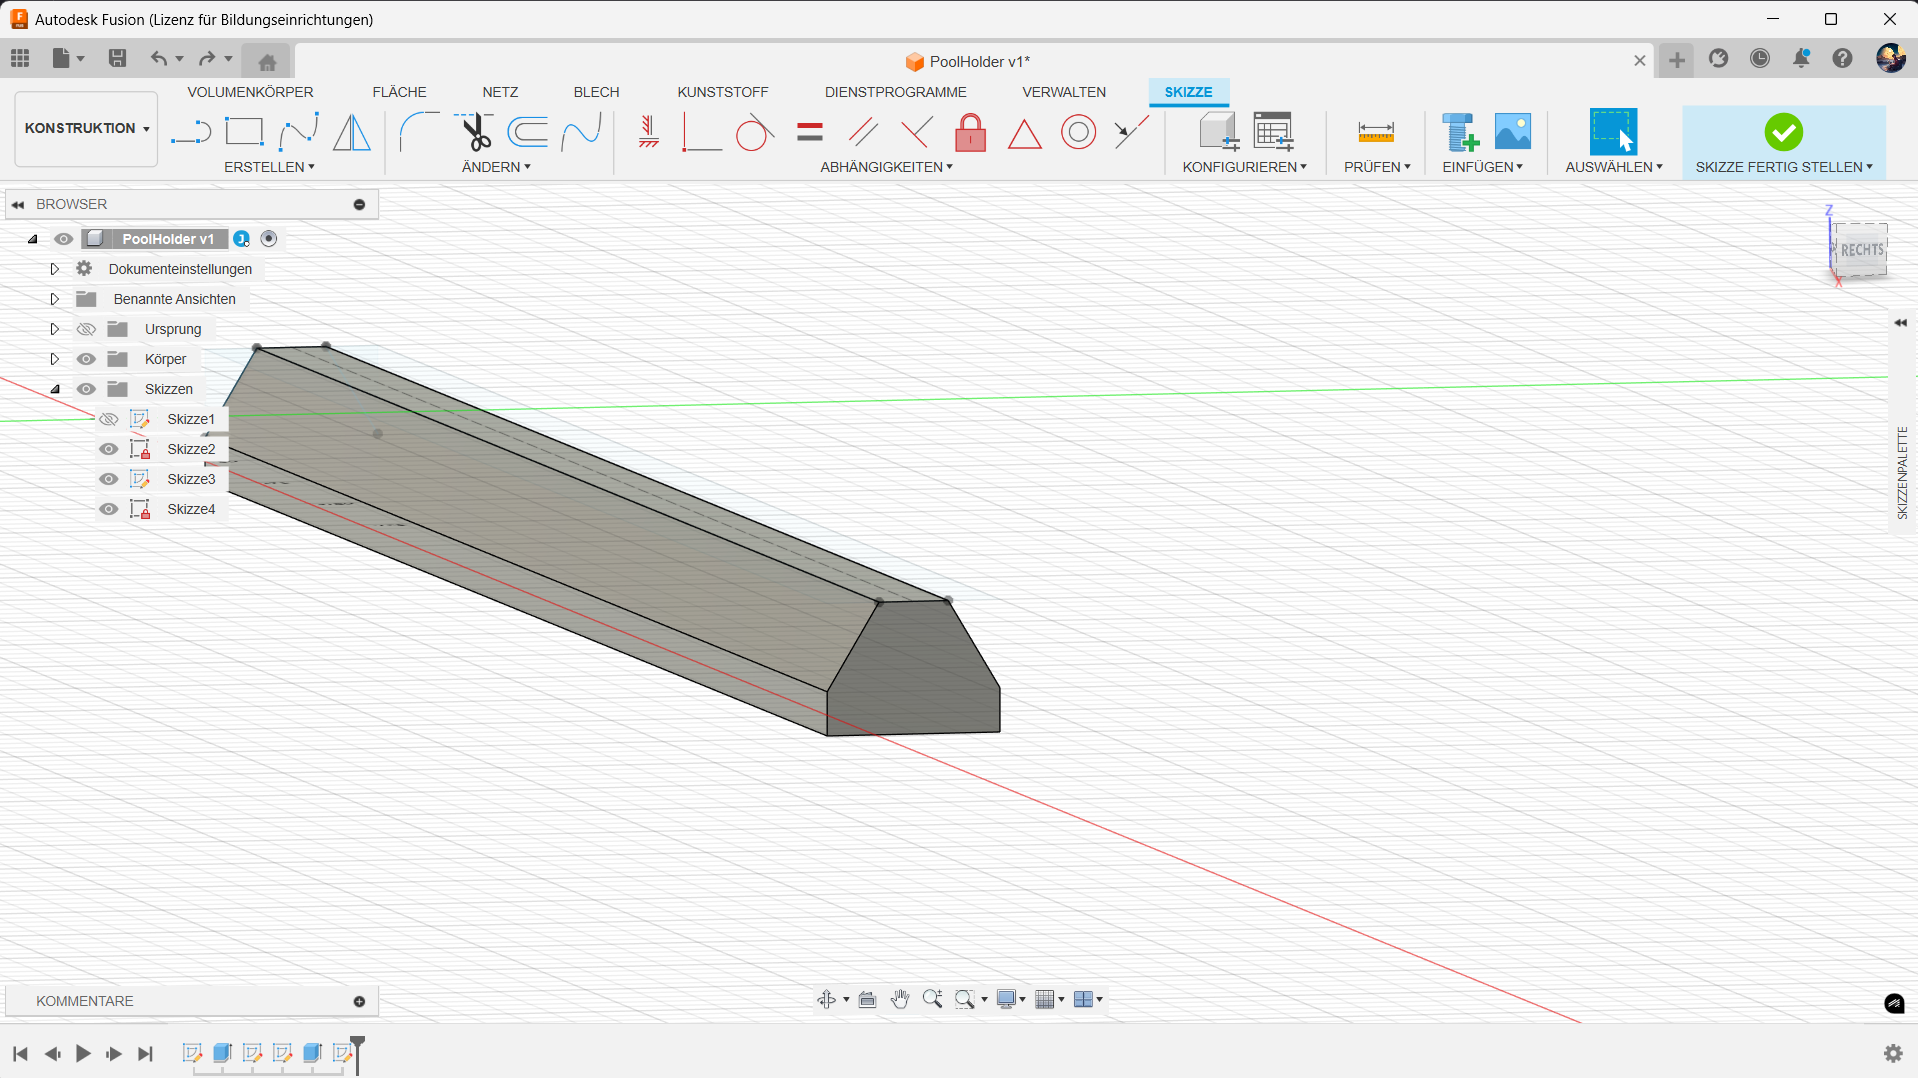 Autodesk Fusion (Lizenz für Bildungseinrichtungen)
PoolHolder v1*
VOLUMENKÖRPER FLÄCHE NETZ BLECH KUNSTSTOFF DIENSTPROGRAMME VERWALTEN SKIZZE
KONSTRUKTION
ERSTELLEN ÄNDERN ABHÄNGIGKEITEN KONFIGURIEREN PRÜFEN EINFÜGEN AUSWÄHLEN SKIZZE FERTIG STELLEN
BROWSER
PoolHolder v1
Dokumenteinstellungen
Benannte Ansichten
Ursprung
Körper
Skizzen
Skizze1
Skizze2
Skizze3
Skizze4
Z
RECHTS
X
SKIZZENPALETTE
KOMMENTARE